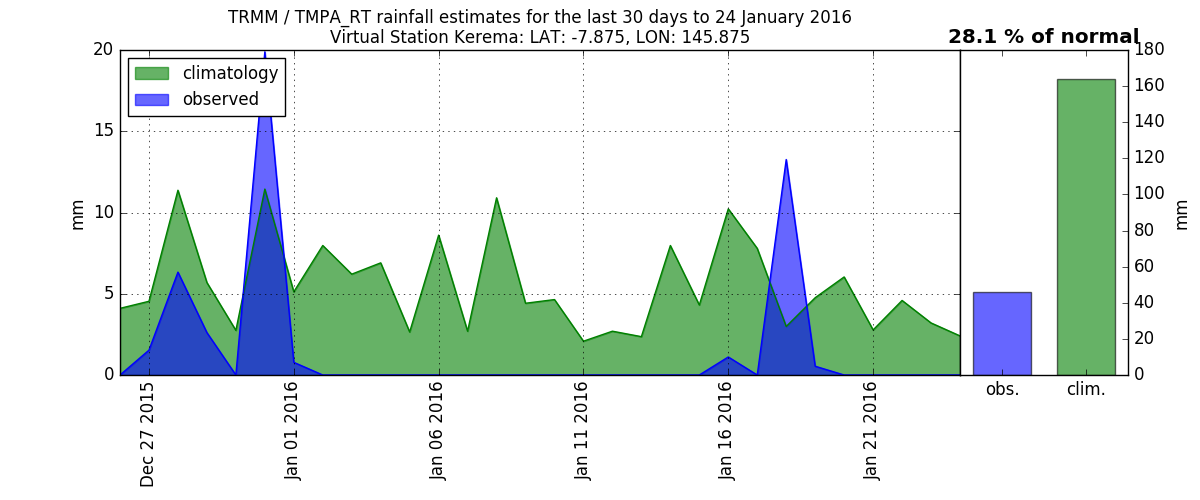 TRMM / TMPA_RT rainfall estimates for the last 30 days to 24 January 2016
Virtual Station Kerema: LAT: -7.875, LON: 145.875
28.1 % of normal
climatology
observed
20
15
10
5
0
mm
Dec 27 2015
Jan 01 2016
Jan 06 2016
Jan 11 2016
Jan 16 2016
Jan 21 2016
180
160
140
120
100
80
60
40
20
0
mm
obs.
clim.